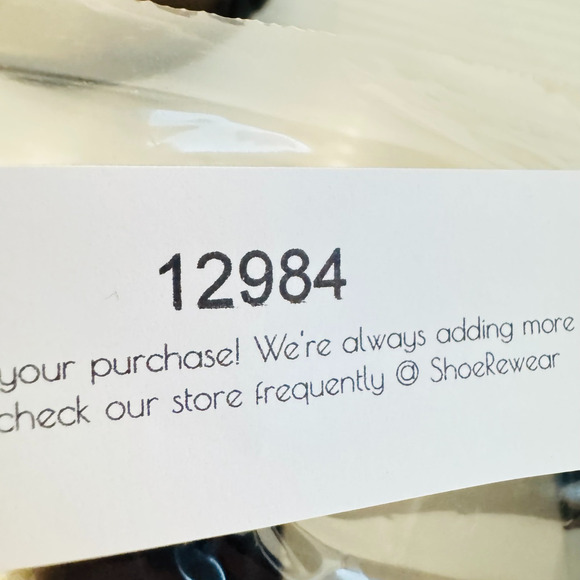 12984
your purchase! We're always adding more
check our store frequently @ ShoeRewear